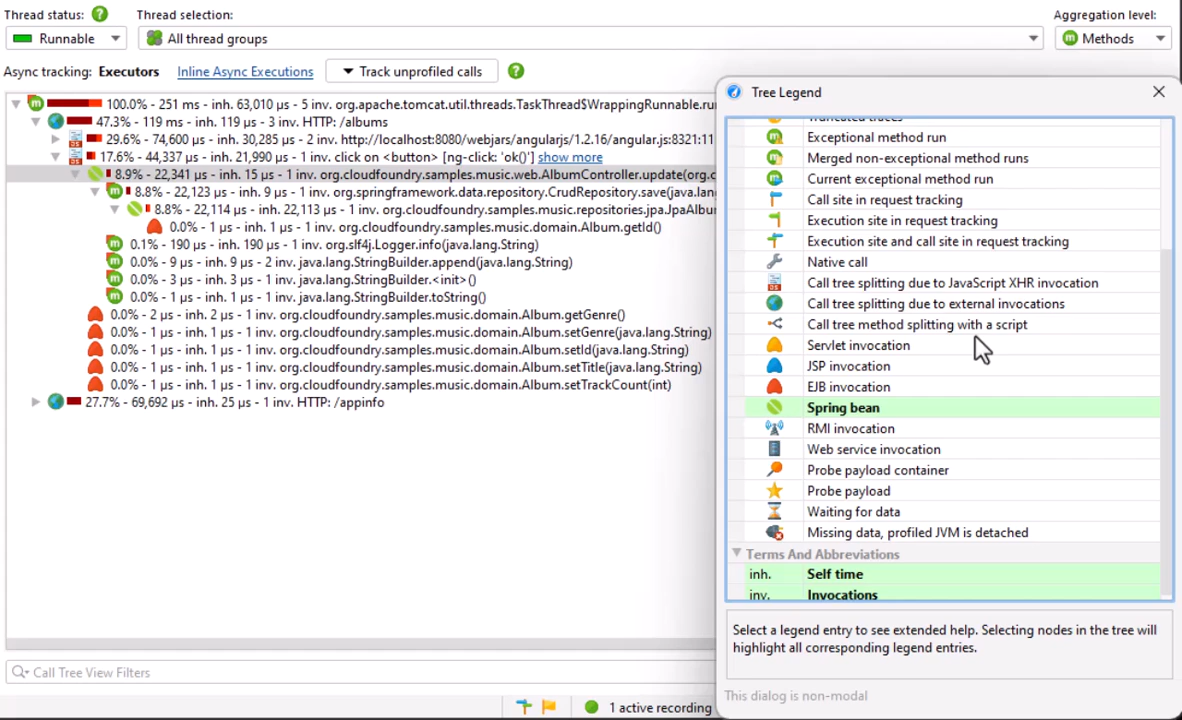 Thread status:
Thread selection:
Aggregation level:
Runnable
All thread groups
Methods
Async tracking: Executors Inline Async Executions Track unprofiled calls
100.0% - 251 ms - inh. 63,010 µs - 5 inv. org.apache.tomcat.util.threads.TaskThread$WrappingRunnable.ru
47.3% - 119 ms - inh. 119 µs - 3 inv. HTTP: /albums
29.6% - 74,600 µs - inh. 30,285 µs - 2 inv. http://localhost:8080/webjars/angularjs/1.2.16/angular.js:8321:11
17.6% - 44,337 µs - inh. 21,990 µs - 1 inv. click on <button> [ng-click: 'ok()'] show more
8.9% - 22,341 µs - inh. 15 µs - 1 inv. org.cloudfoundry.samples.music.web.AlbumController.update(org.c
8.8% - 22,123 µs - inh. 9 µs - 1 inv. org.springframework.data.repository.CrudRepository.save(java.lan
8.8% - 22,114 µs - inh. 22,113 µs - 1 inv. org.cloudfoundry.samples.music.repositories.jpa.JpaAlbu
0.0% - 1 µs - inh. 1 µs - 1 inv. org.cloudfoundry.samples.music.domain.Album.getId()
0.1% - 190 µs - inh. 190 µs - 1 inv. org.slf4j.Logger.info(java.lang.String)
0.0% - 9 µs - inh. 9 µs - 2 inv. java.lang.StringBuilder.append(java.lang.String)
0.0% - 3 µs - inh. 3 µs - 1 inv. java.lang.StringBuilder.<init>()
0.0% - 1 µs - inh. 1 µs - 1 inv. java.lang.StringBuilder.toString()
0.0% - 2 µs - inh. 2 µs - 1 inv. org.cloudfoundry.samples.music.domain.Album.getGenre()
0.0% - 1 µs - inh. 1 µs - 1 inv. org.cloudfoundry.samples.music.domain.Album.setGenre(java.lang.String)
0.0% - 1 µs - inh. 1 µs - 1 inv. org.cloudfoundry.samples.music.domain.Album.setId(java.lang.String)
0.0% - 1 µs - inh. 1 µs - 1 inv. org.cloudfoundry.samples.music.domain.Album.setTitle(java.lang.String)
0.0% - 1 µs - inh. 1 µs - 1 inv. org.cloudfoundry.samples.music.domain.Album.setTrackCount(int)
27.7% - 69,692 µs - inh. 25 µs - 1 inv. HTTP: /appinfo
Call Tree View Filters
1 active recording
Tree Legend
Truncated traces
Exceptional method run
Merged non-exceptional method runs
Current exceptional method run
Call site in request tracking
Execution site in request tracking
Execution site and call site in request tracking
Native call
Call tree splitting due to JavaScript XHR invocation
Call tree splitting due to external invocations
Call tree method splitting with a script
Servlet invocation
JSP invocation
EJB invocation
Spring bean
RMI invocation
Web service invocation
Probe payload container
Probe payload
Waiting for data
Missing data, profiled JVM is detached
Terms And Abbreviations
inh. Self time
inv. Invocations
Select a legend entry to see extended help. Selecting nodes in the tree will
highlight all corresponding legend entries.
This dialog is non-modal